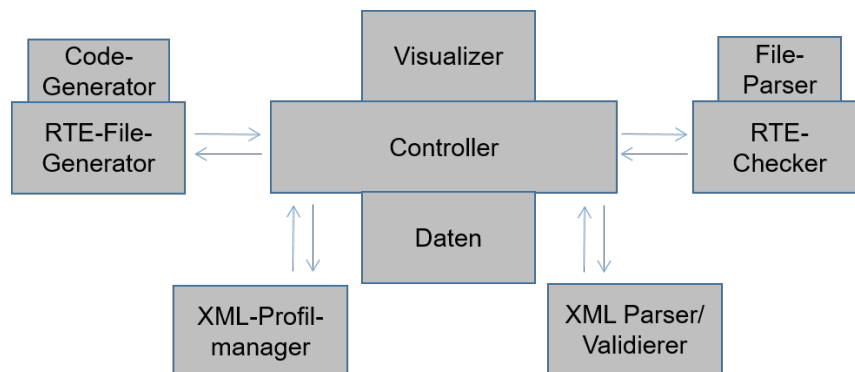 Code-
Generator
RTE-File-
Generator
Visualizer
Controller
Daten
File-
Parser
RTE-
Checker
XML-Profil-
manager
XML Parser/
Validierer